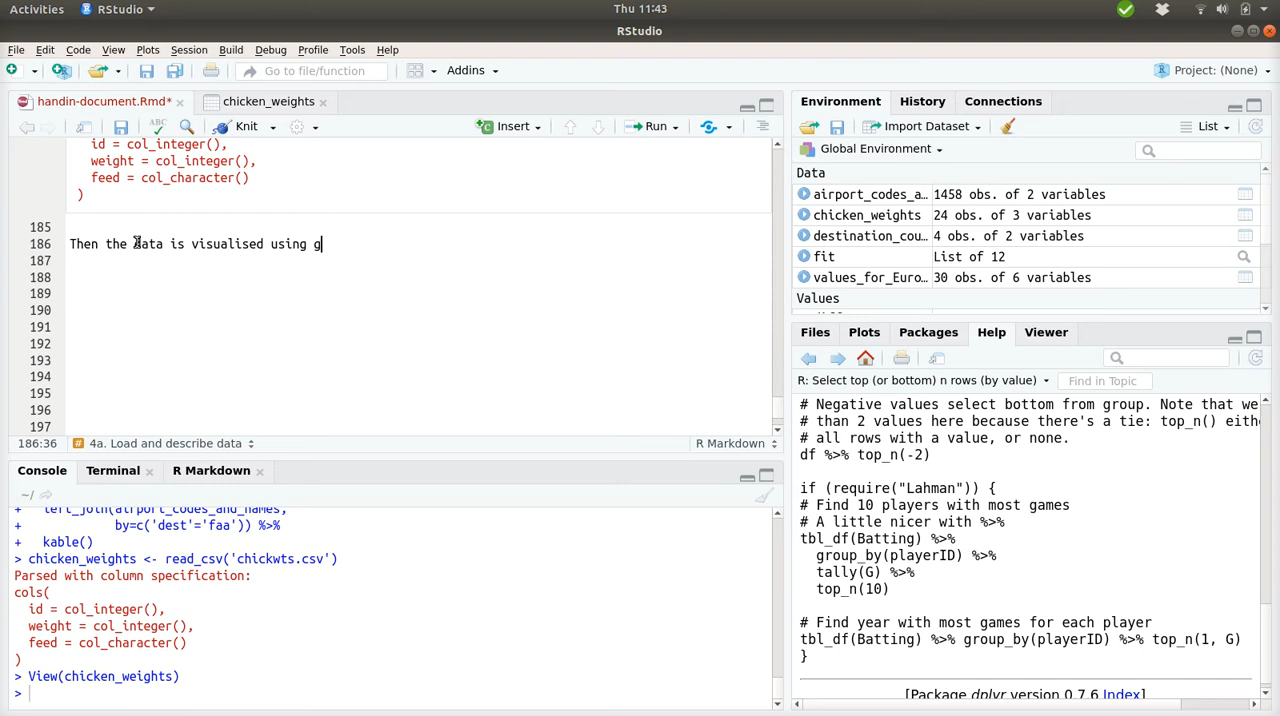 Activities RStudio Thu 11:43
RStudio
File Edit Code View Plots Session Build Debug Profile Tools Help
Go to file/function Addins Project: (None)
handin-document.Rmd* chicken_weights
ABC Knit Insert Run
id = col_integer(),
weight = col_integer(),
feed = col_character()
)
185
186 Then the data is visualised using g
187
188
189
190
191
192
193
194
195
196
197
186:36 # 4a. Load and describe data R Markdown
Console Terminal R Markdown
~/
+ left_join(airport_codes_and_names,
+ by=c('dest'='faa')) %>%
+ kable()
> chicken_weights <- read_csv('chickwts.csv')
Parsed with column specification:
cols(
id = col_integer(),
weight = col_integer(),
feed = col_character()
)
> View(chicken_weights)
>
Environment History Connections
Import Dataset List
Global Environment
Data
airport_codes_a… 1458 obs. of 2 variables
chicken_weights 24 obs. of 3 variables
destination_cou… 4 obs. of 2 variables
fit List of 12
values_for_Euro… 30 obs. of 6 variables
Values
Files Plots Packages Help Viewer
R: Select top (or bottom) n rows (by value) Find in Topic
# Negative values select bottom from group. Note that we
# than 2 values here because there's a tie: top_n() eithe
# all rows with a value, or none.
df %>% top_n(-2)
if (require("Lahman")) {
# Find 10 players with most games
# A little nicer with %>%
tbl_df(Batting) %>%
group_by(playerID) %>%
tally(G) %>%
top_n(10)
# Find year with most games for each player
tbl_df(Batting) %>% group_by(playerID) %>% top_n(1, G)
}
[Package dplyr version 0.7.6 Index]